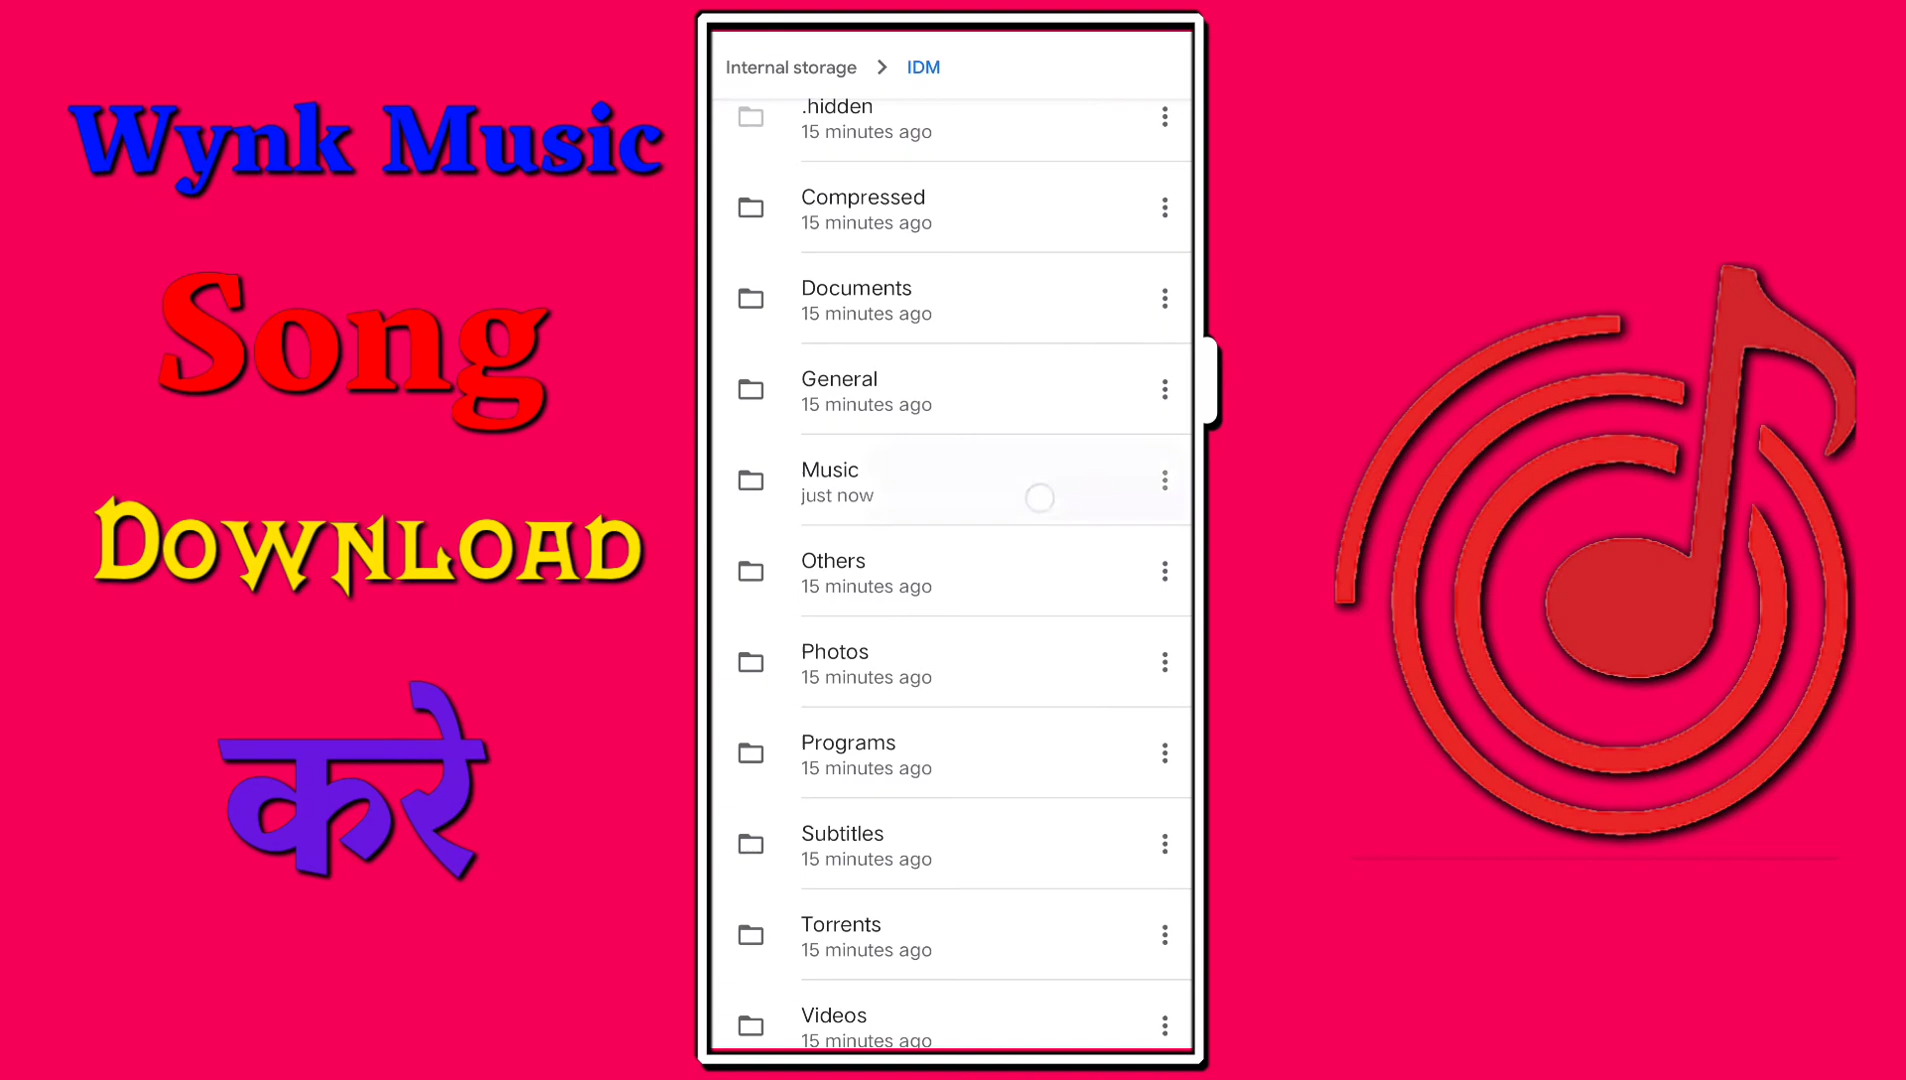 Wynk Music
Song
Download
करे
Internal storage > IDM
.hidden
15 minutes ago
Compressed
15 minutes ago
Documents
15 minutes ago
General
15 minutes ago
Music
just now
Others
15 minutes ago
Photos
15 minutes ago
Programs
15 minutes ago
Subtitles
15 minutes ago
Torrents
15 minutes ago
Videos
15 minutes ago